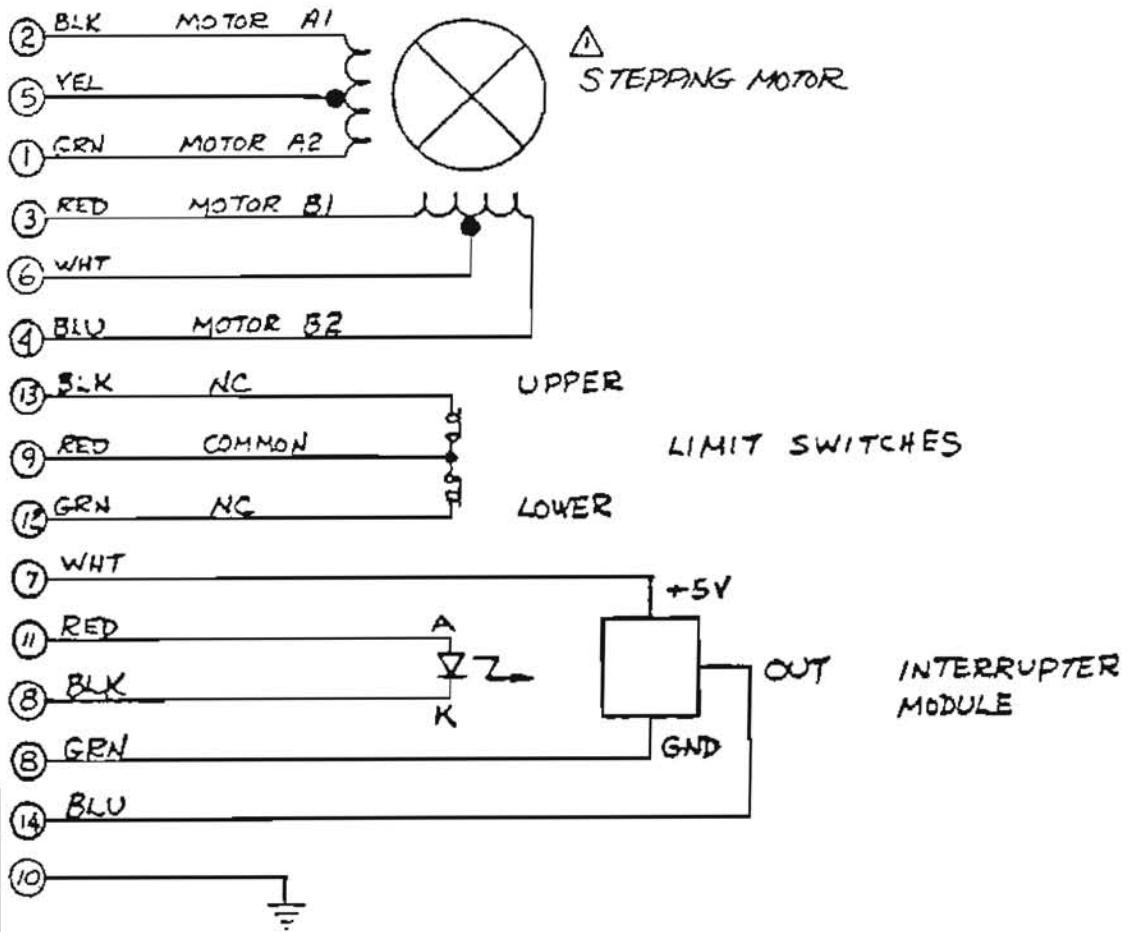 2 BLK MOTOR A1
1
STEPPING MOTOR
5 YEL
1 GRN MOTOR A2
3 RED MOTOR B1
6 WHT
4 BLU MOTOR B2
13 BLK NC UPPER
9 RED COMMON LIMIT SWITCHES
12 GRN NC LOWER
7 WHT
+5V
11 RED A
OUT INTERRUPTER
MODULE
8 BLK K
8 GRN GND
14 BLU
10